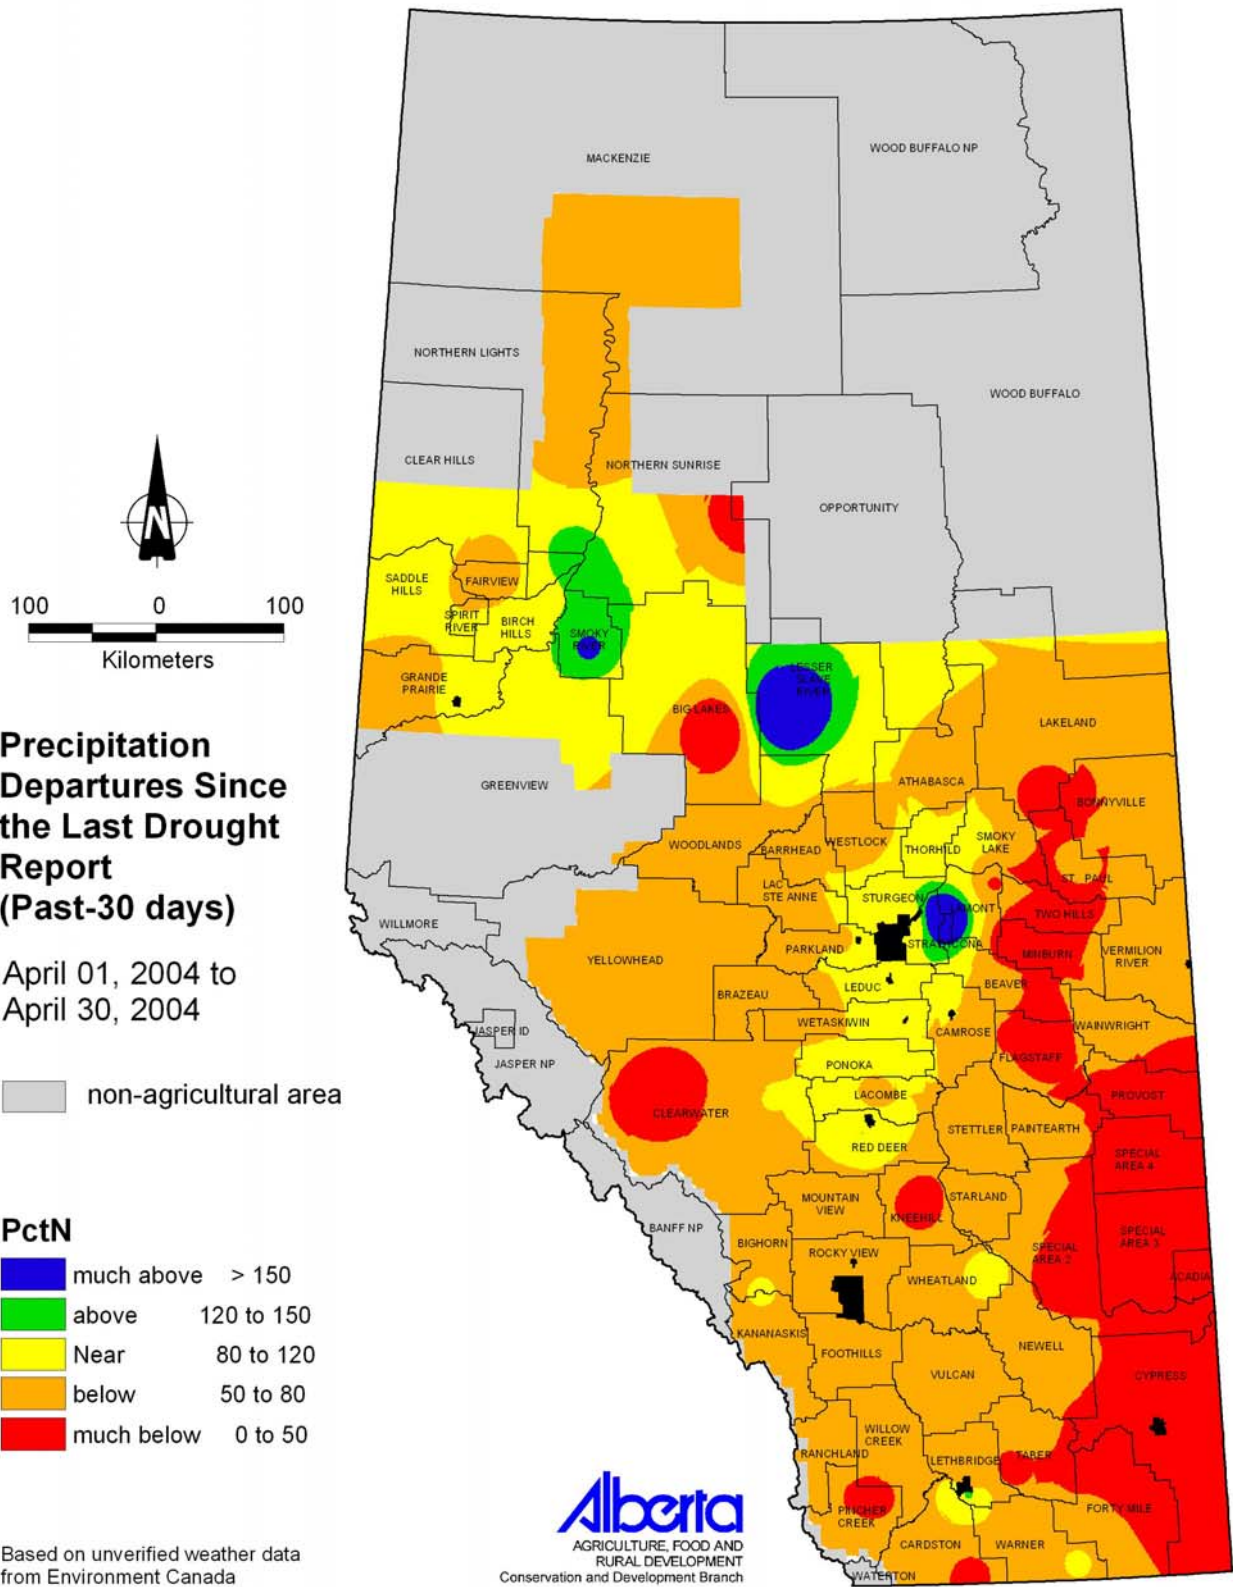 MACKENZIE
WOOD BUFFALO NP
NORTHERN LIGHTS
WOOD BUFFALO
CLEAR HILLS
NORTHERN SUNRISE
OPPORTUNITY
N
SADDLE
HILLS
FAIRVIEW
SPIRIT
RIVER
BIRCH
HILLS
SMOKY
RIVER
100 0 100
Kilometers
LESSER
SLAVE
RIVER
GRANDE
PRAIRIE
BIG LAKES
LAKELAND
Precipitation
Departures Since
the Last Drought
Report
(Past-30 days)
April 01, 2004 to
April 30, 2004
GREENVIEW
ATHABASCA
BONNYVILLE
WOODLANDS
BARRHEAD
WESTLOCK
THORHILD
SMOKY
LAKE
LAC
STE ANNE
ST. PAUL
STURGEON
LAMONT
TWO HILLS
WILLMORE
STRATHCONA
PARKLAND
MINBURN
VERMILION
RIVER
YELLOWHEAD
LEDUC
BEAVER
BRAZEAU
WETASKIWIN
CAMROSE
WAINWRIGHT
JASPER ID
JASPER NP
PONOKA
FLAGSTAFF
LACOMBE
PROVOST
CLEARWATER
STETTLER
PAINTEARTH
RED DEER
SPECIAL
AREA 4
non-agricultural area
MOUNTAIN
VIEW
KNEEHILL
STARLAND
BANFF NP
BIGHORN
ROCKY VIEW
SPECIAL
AREA 2
SPECIAL
AREA 3
WHEATLAND
ACADIA
KANANASKIS
FOOTHILLS
NEWELL
VULCAN
CYPRESS
PctN
much above > 150
above 120 to 150
Near 80 to 120
below 50 to 80
much below 0 to 50
WILLOW
CREEK
RANCHLAND
LETHBRIDGE
TABER
PINCHER
CREEK
FORTY MILE
CARDSTON
WARNER
WATERTON
Alberta
AGRICULTURE, FOOD AND
RURAL DEVELOPMENT
Conservation and Development Branch
Based on unverified weather data
from Environment Canada